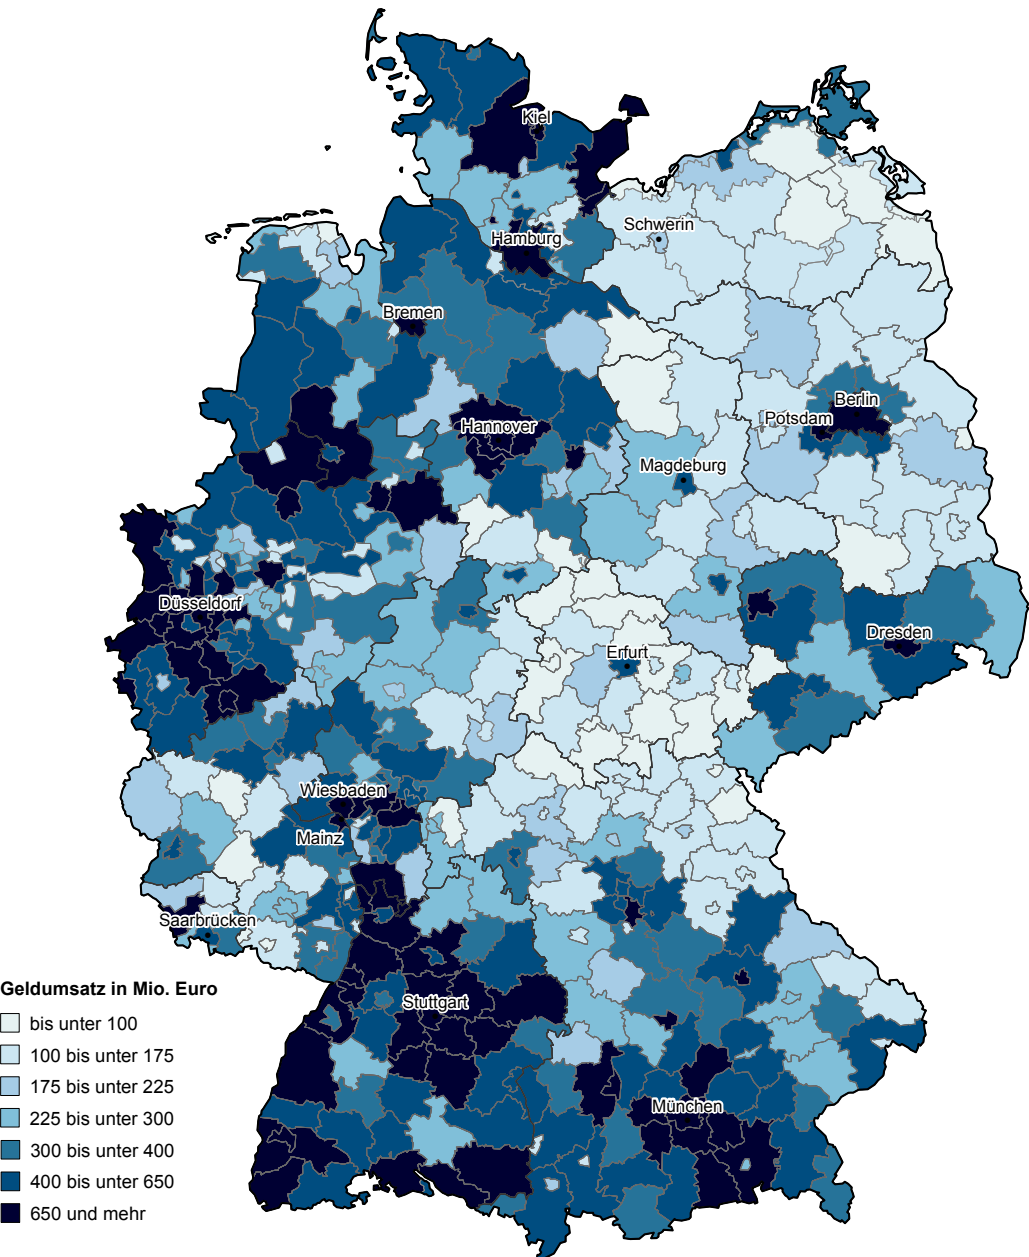 Kiel
Schwerin
Hamburg
Bremen
Berlin
Potsdam
Hannover
Magdeburg
Düsseldorf
Dresden
Erfurt
Wiesbaden
Mainz
Saarbrücken
Geldumsatz in Mio. Euro
Stuttgart
bis unter 100
100 bis unter 175
175 bis unter 225
225 bis unter 300
300 bis unter 400
400 bis unter 650
650 und mehr
München